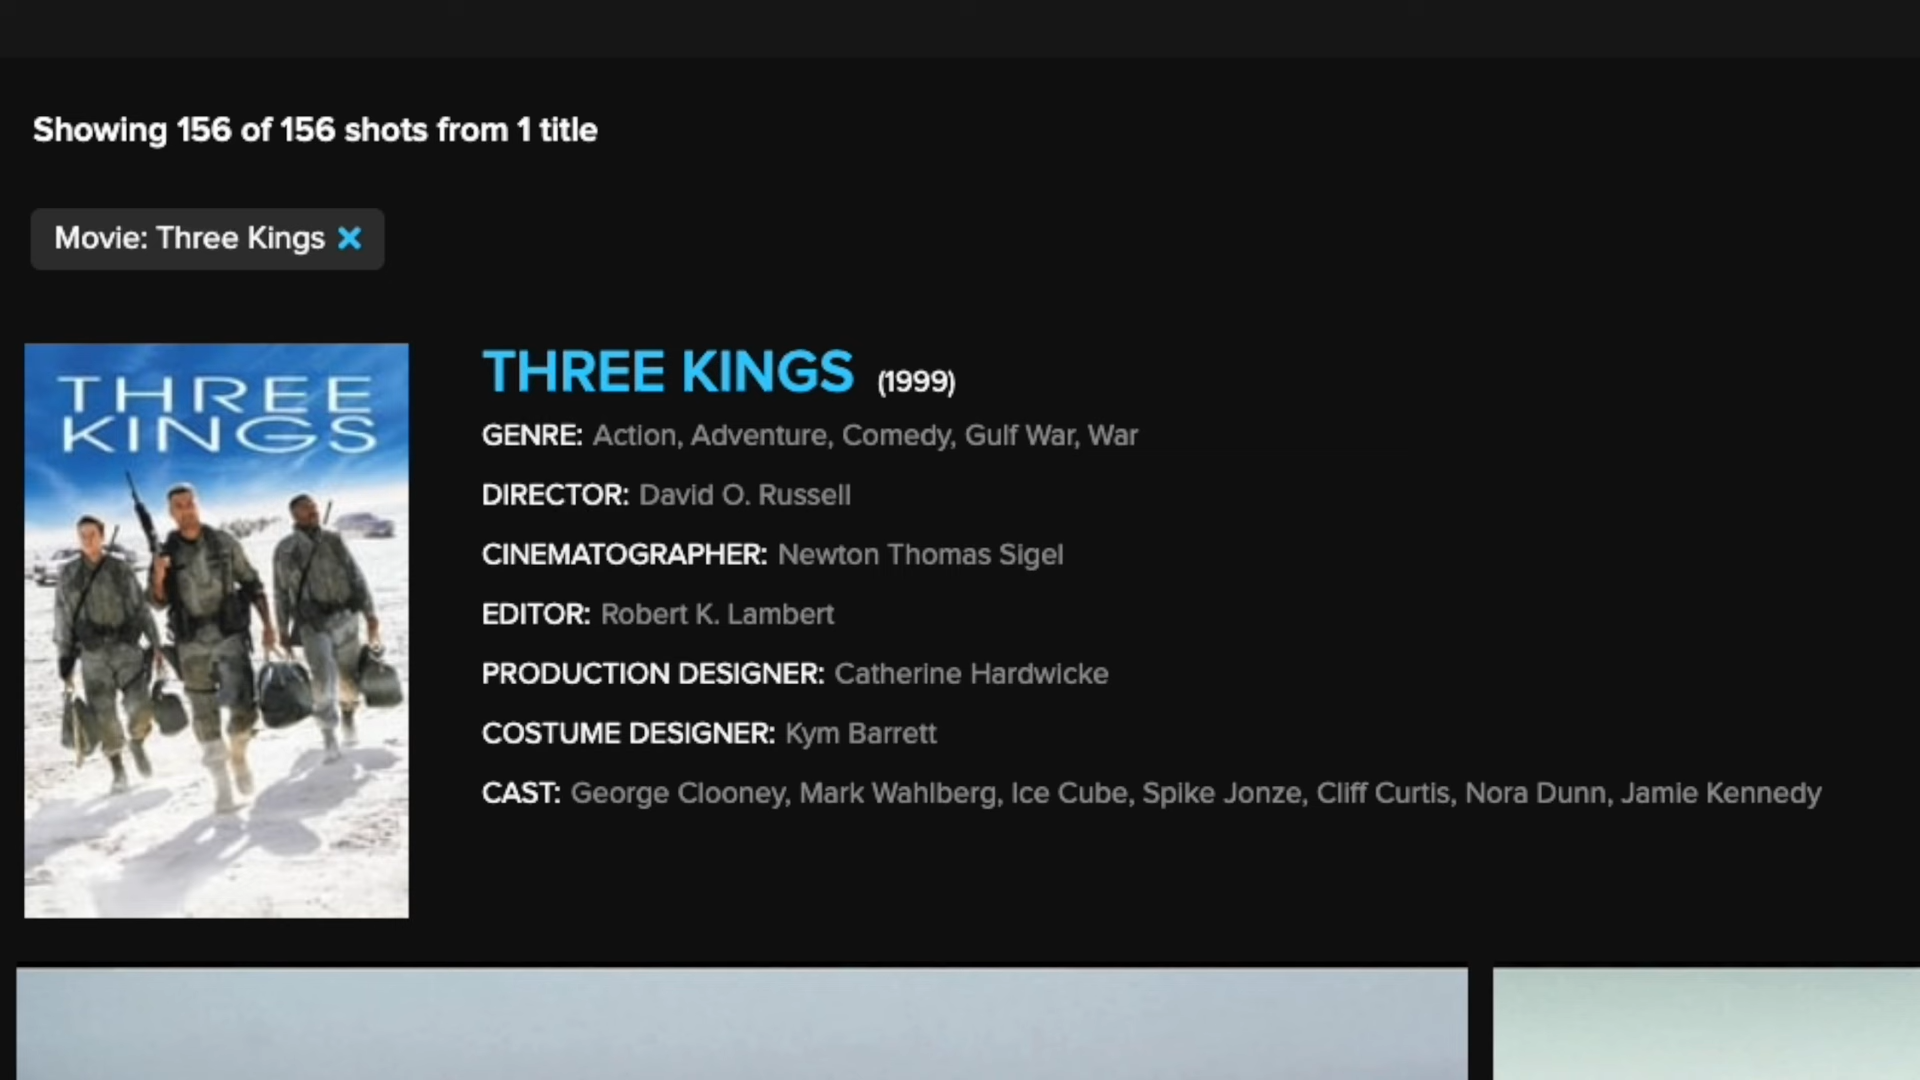 Showing 156 of 156 shots from 1 title
Movie: Three Kings
THREE
KINGS
THREE KINGS (1999)
GENRE: Action, Adventure, Comedy, Gulf War, War
DIRECTOR: David O. Russell
CINEMATOGRAPHER: Newton Thomas Sigel
EDITOR: Robert K. Lambert
PRODUCTION DESIGNER: Catherine Hardwicke
COSTUME DESIGNER: Kym Barrett
CAST: George Clooney, Mark Wahlberg, Ice Cube, Spike Jonze, Cliff Curtis, Nora Dunn, Jamie Kennedy